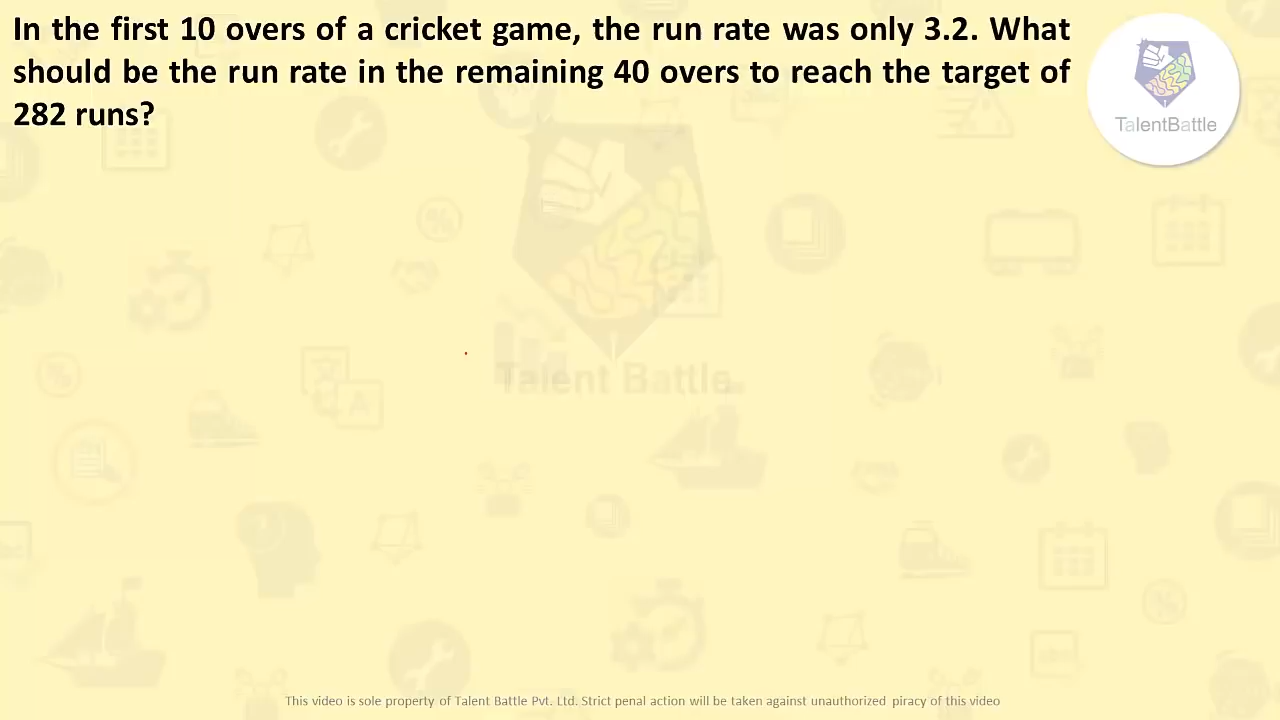 In the first 10 overs of a cricket game, the run rate was only 3.2. What
should be the run rate in the remaining 40 overs to reach the target of
282 runs?
TalentBattle
Talent Battle
This video is sole property of Talent Battle Pvt. Ltd. Strict penal action will be taken against unauthorized piracy of this video